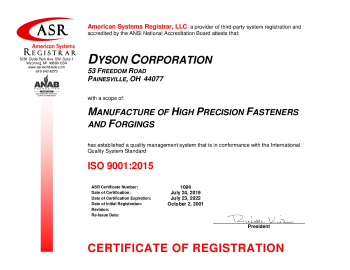 ASR
American Systems
REGISTRAR
5281 Clyde Park Ave. SW, Suite 1
Wyoming, MI 49509 USA
www.asrworldwide.com
616.942.6273
ANAB
American Systems Registrar, LLC, a provider of third-party system registration and
accredited by the ANSI National Accreditation Board attests that:
DYSON CORPORATION
53 FREEDOM ROAD
PAINESVILLE, OH 44077
with a scope of:
MANUFACTURE OF HIGH PRECISION FASTENERS
AND FORGINGS
has established a quality management system that is in conformance with the International
Quality System Standard
ISO 9001:2015
ASR Certificate Number: 1094
Date of Certification: July 24, 2019
Date of Certification Expiration: July 23, 2022
Date of Initial Registration: October 2, 2001
Revision:
Re-Issue Date:
President
CERTIFICATE OF REGISTRATION